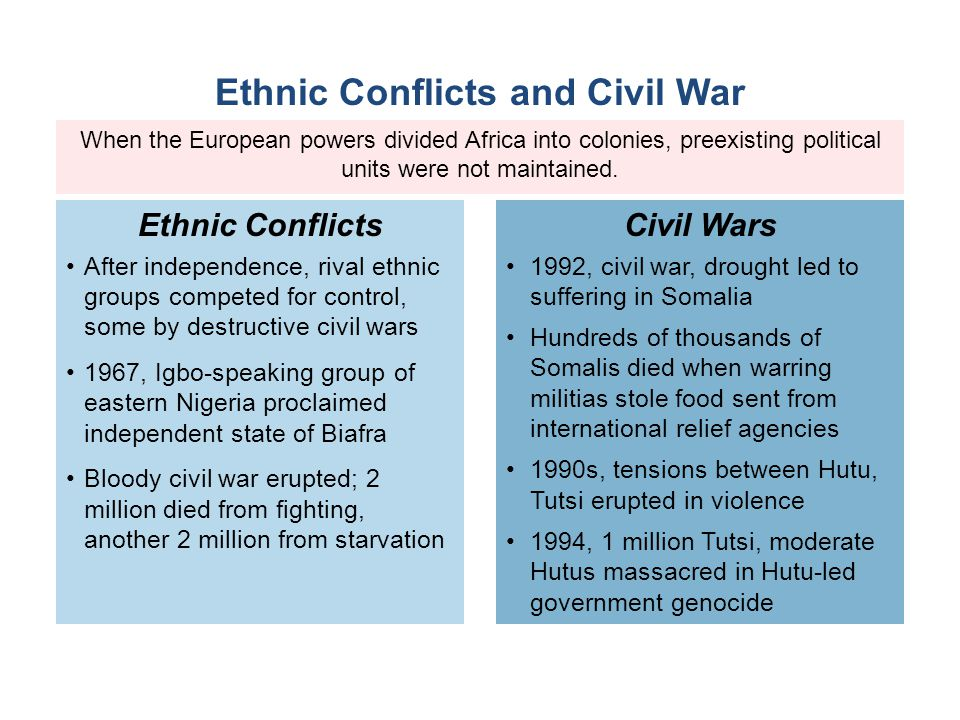 Ethnic Conflicts and Civil War
When the European powers divided Africa into colonies, preexisting political
units were not maintained.
Ethnic Conflicts
• After independence, rival ethnic
groups competed for control,
some by destructive civil wars
• 1967, Igbo-speaking group of
eastern Nigeria proclaimed
independent state of Biafra
• Bloody civil war erupted; 2
million died from fighting,
another 2 million from starvation
Civil Wars
• 1992, civil war, drought led to
suffering in Somalia
• Hundreds of thousands of
Somalis died when warring
militias stole food sent from
international relief agencies
• 1990s, tensions between Hutu,
Tutsi erupted in violence
• 1994, 1 million Tutsi, moderate
Hutus massacred in Hutu-led
government genocide